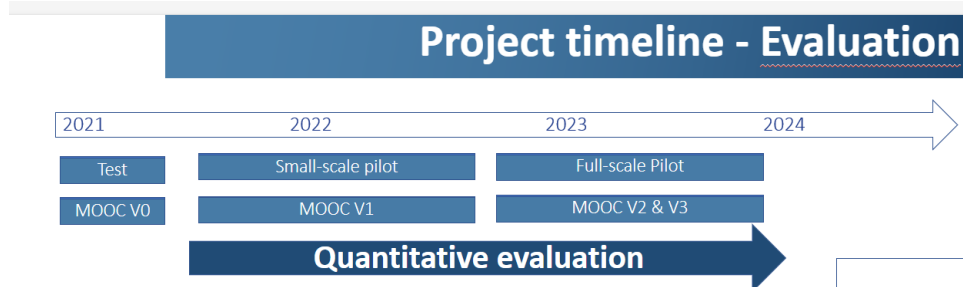 Project timeline - Evaluation
2021 2022 2023 2024
Test Small-scale pilot Full-scale Pilot
MOOC V0 MOOC V1 MOOC V2 & V3
Quantitative evaluation